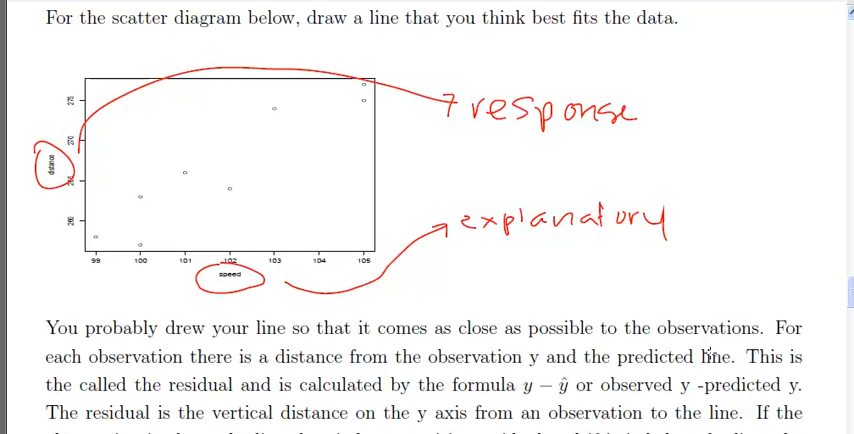 For the scatter diagram below, draw a line that you think best fits the data.
275
response
270
distance
265
explanatory
260
99 100 101 102 103 104 105
speed
You probably drew your line so that it comes as close as possible to the observations. For
each observation there is a distance from the observation y and the predicted line. This is
the called the residual and is calculated by the formula y − ŷ or observed y -predicted y.
The residual is the vertical distance on the y axis from an observation to the line. If the